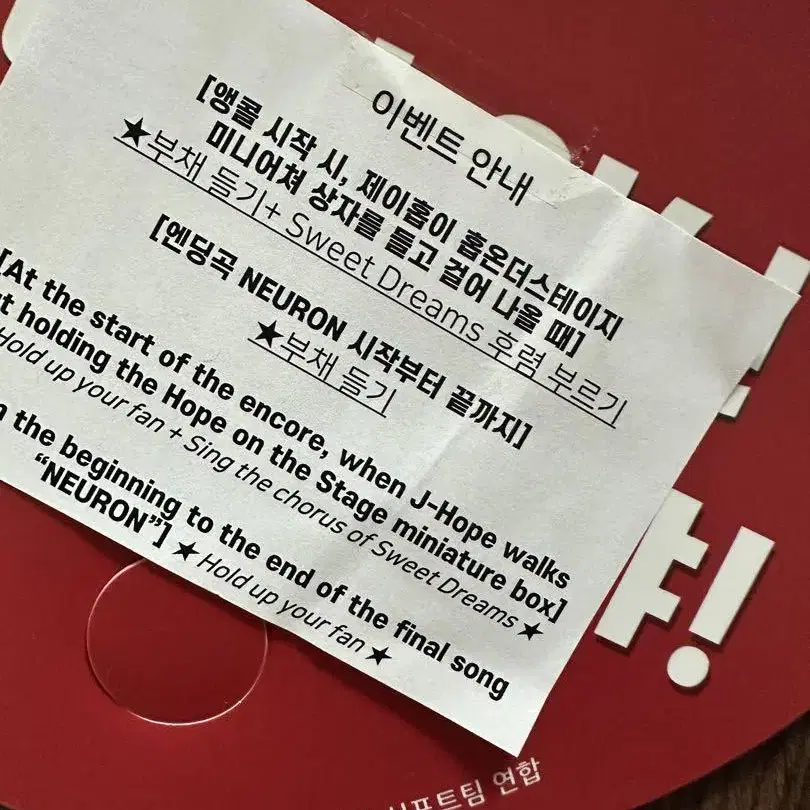 이벤트 안내
[앵콜 시작 시, 제이홉이 홉온더스테이지
미니어쳐 상자를 들고 걸어 나올 때]
★부채 들기+ Sweet Dreams 후렴 부르기
[엔딩곡 NEURON 시작부터 끝까지]
★부채 들기
[At the start of the encore, when J-Hope walks
holding the Hope on the Stage miniature box]
Hold up your fan + Sing the chorus of Sweet Dreams ★
the beginning to the end of the final song
“NEURON”] ★ Hold up your fan ★
야!
서포트팀 연합